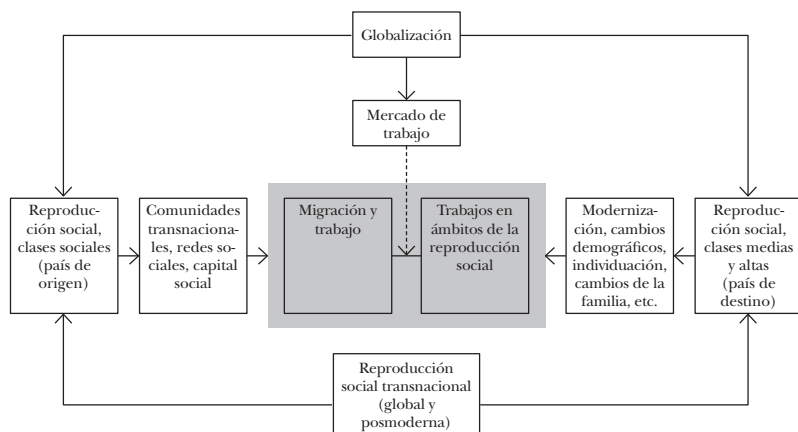 Globalización
Mercado de
trabajo
Reproduc-
ción social,
clases sociales
(país de
origen)
Comunidades
transnaciona-
les, redes so-
ciales, capital
social
Migración y
trabajo
Trabajos en
ámbitos de la
reproducción
social
Moderniza-
ción, cambios
demográficos,
individuación,
cambios de la
familia, etc.
Reproducción
social,
clases medias
y altas
(país de
destino)
Reproducción
social transnacional
(global y
posmoderna)